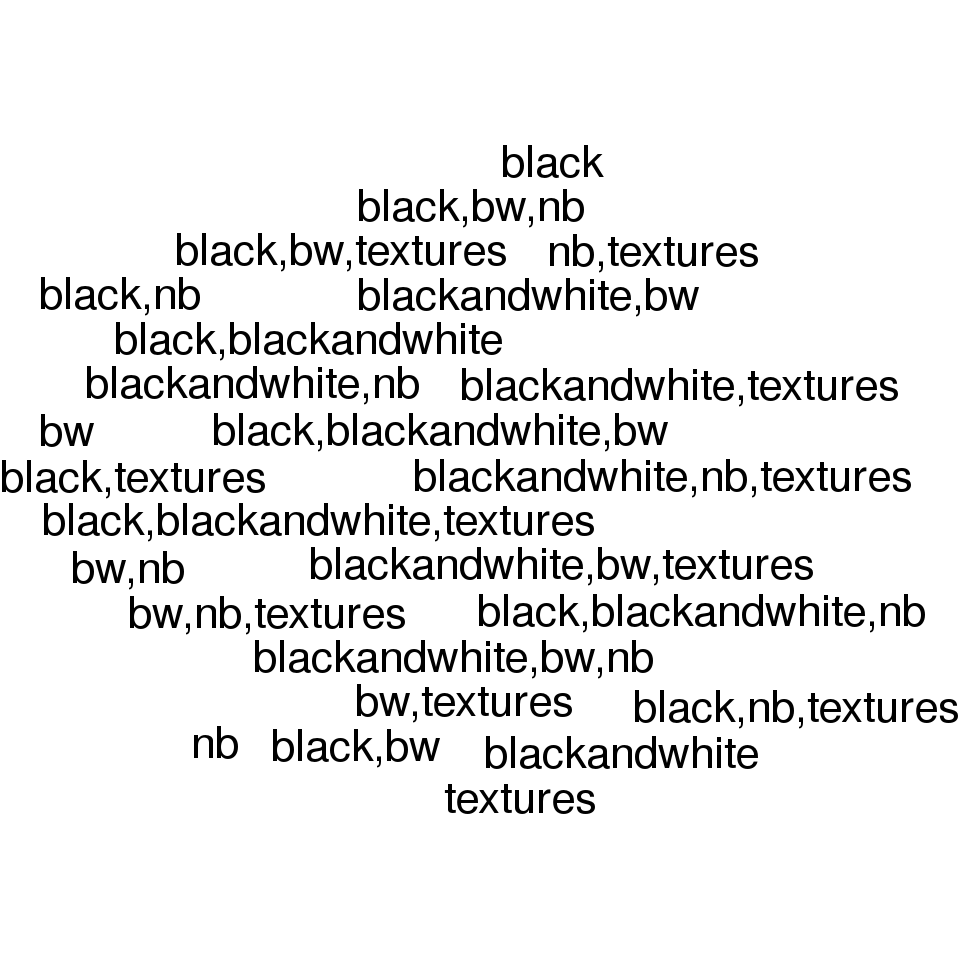 black
black,bw,nb
black,bw,textures nb,textures
black,nb blackandwhite,bw
black,blackandwhite
blackandwhite,nb blackandwhite,textures
bw black,blackandwhite,bw
black,textures blackandwhite,nb,textures
black,blackandwhite,textures
bw,nb blackandwhite,bw,textures
bw,nb,textures black,blackandwhite,nb
blackandwhite,bw,nb
bw,textures black,nb,textures
nb black,bw blackandwhite
textures